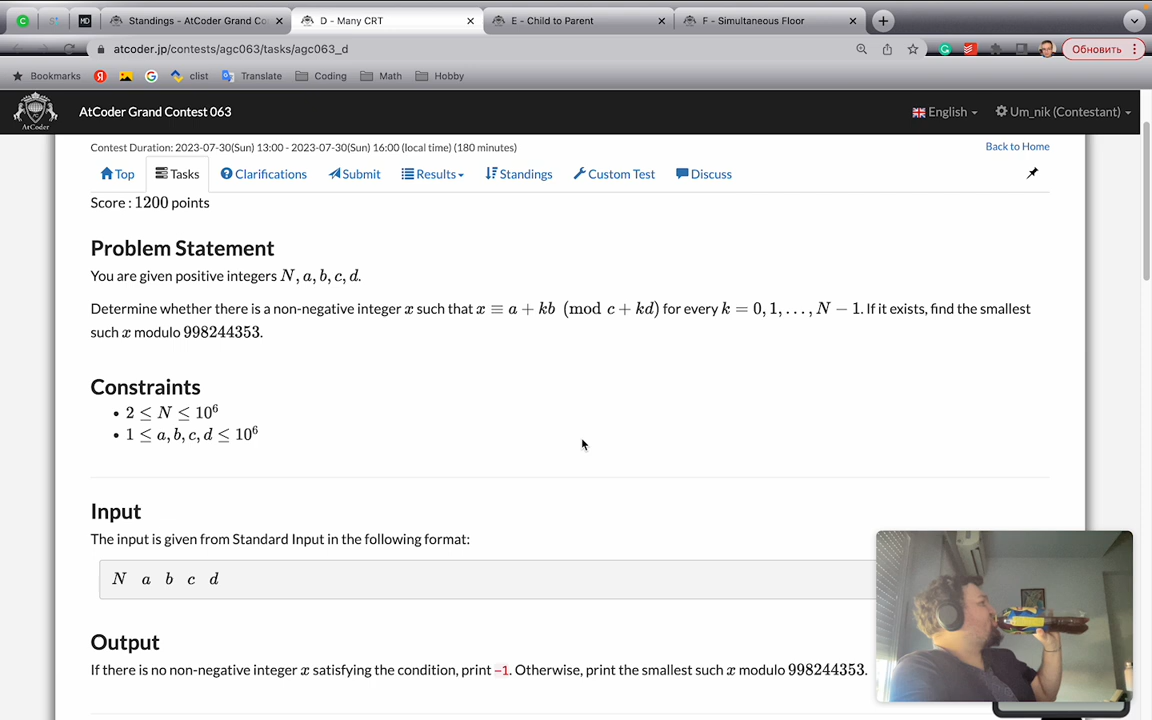 Standings - AtCoder Grand Co
D - Many CRT
E - Child to Parent
F - Simultaneous Floor
atcoder.jp/contests/agc063/tasks/agc063_d
Обновить
Bookmarks
clist
Translate
Coding
Math
Hobby
AtCoder
AtCoder Grand Contest 063
English
Um_nik (Contestant)
Contest Duration: 2023-07-30(Sun) 13:00 - 2023-07-30(Sun) 16:00 (local time) (180 minutes)
Back to Home
Top
Tasks
Clarifications
Submit
Results
Standings
Custom Test
Discuss
Score : 1200 points
Problem Statement
You are given positive integers N, a, b, c, d.
Determine whether there is a non-negative integer x such that x ≡ a + kb (mod c + kd) for every k = 0, 1, . . . , N − 1. If it exists, find the smallest
such x modulo 998244353.
Constraints
• 2 ≤ N ≤ 10⁶
• 1 ≤ a, b, c, d ≤ 10⁶
Input
The input is given from Standard Input in the following format:
N a b c d
Output
If there is no non-negative integer x satisfying the condition, print -1. Otherwise, print the smallest such x modulo 998244353.